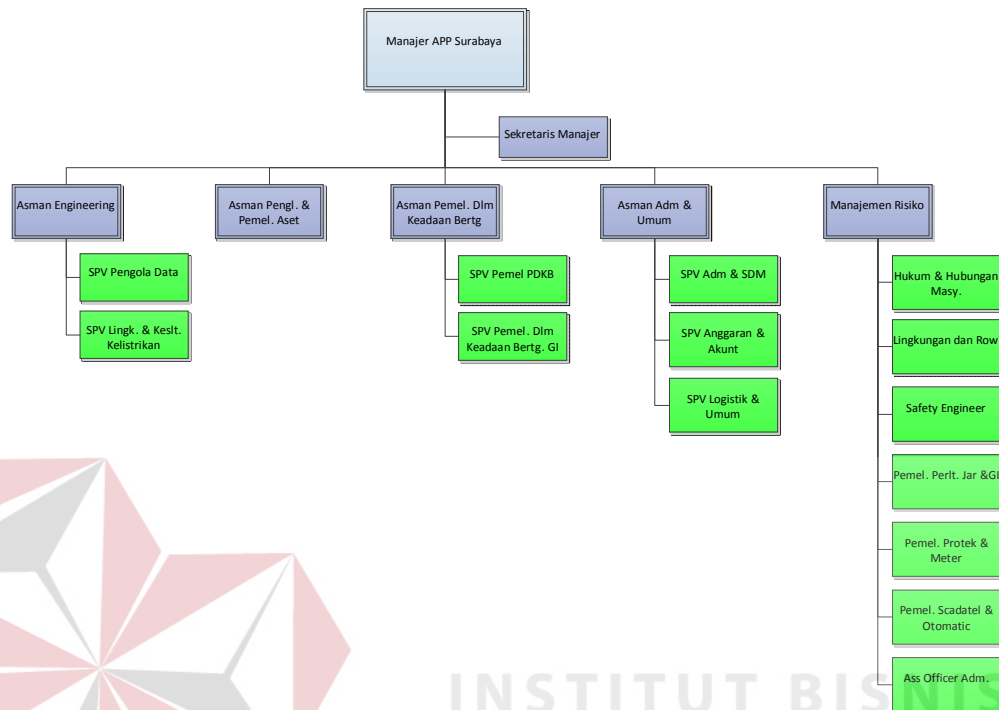 Manajer APP Surabaya
Sekretaris Manajer
Asman Engineering
Asman Pengl. &
Pemel. Aset
Asman Pemel. Dlm
Keadaan Bertg
Asman Adm &
Umum
Manajemen Risiko
SPV Pengola Data
SPV Lingk. & Keslt.
Kelistrikan
SPV Pemel PDKB
SPV Pemel. Dlm
Keadaan Bertg. GI
SPV Adm & SDM
SPV Anggaran &
Akunt
SPV Logistik &
Umum
Hukum & Hubungan
Masy.
Lingkungan dan Row
Safety Engineer
Pemel. Perlt. Jar &GI
Pemel. Protek &
Meter
Pemel. Scadatel &
Otomatic
Ass Officer Adm.
INSTITUT BISNIS